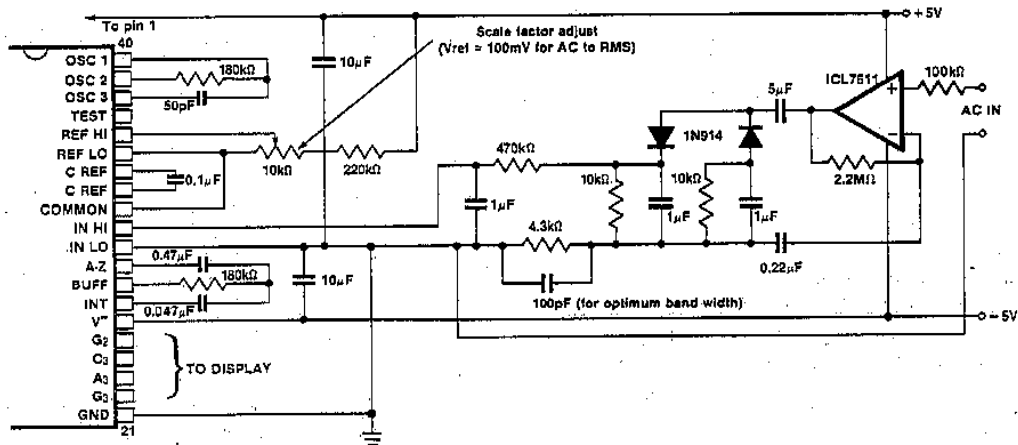 To pin 1
40
OSC 1
OSC 2
OSC 3
TEST
REF HI
REF LO
C REF
C REF
COMMON
IN HI
IN LO
A-Z
BUFF
INT
V−
G2
C3
A3
G3
GND
21
180kΩ
50pF
0.1μF
0.47μF
180kΩ
0.047μF
TO DISPLAY
10μF
Scale factor adjust
(Vref = 100mV for AC to RMS)
10kΩ
220kΩ
10μF
470kΩ
1μF
10kΩ
1μF
10kΩ
1μF
4.3kΩ
100pF (for optimum band width)
1N914
5μF
ICL7611
+
−
2.2MΩ
0.22μF
100kΩ
AC IN
+5V
−5V